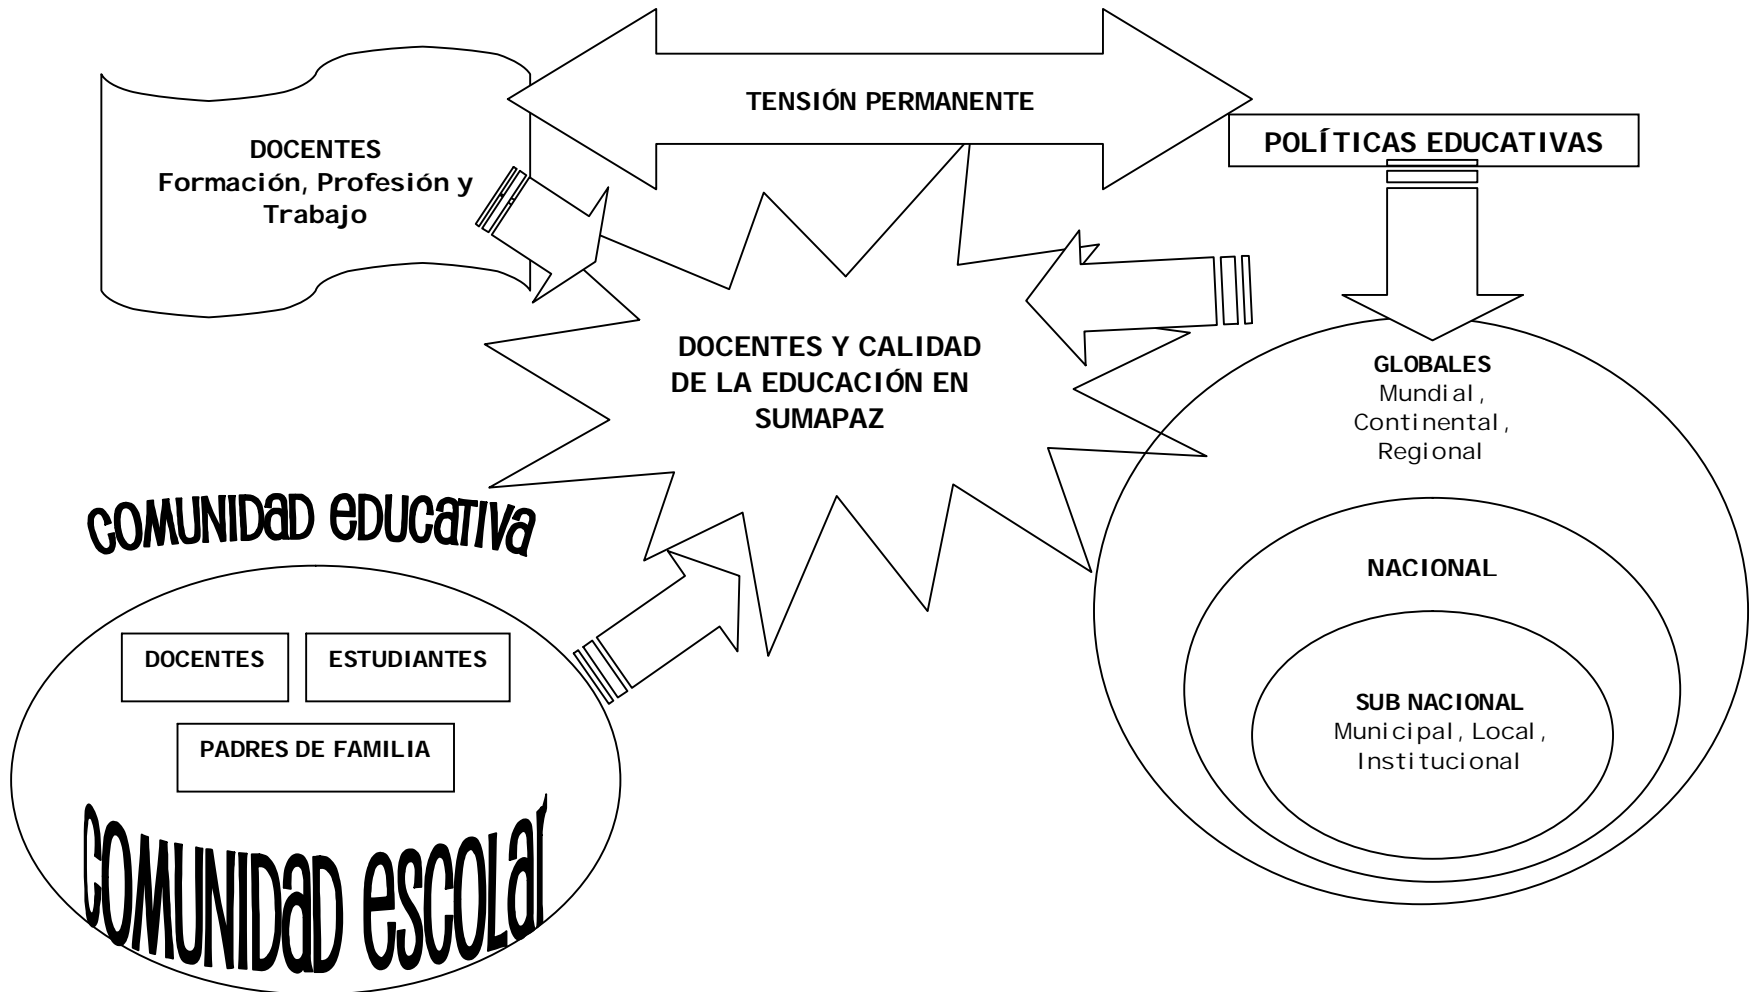 TENSIÓN PERMANENTE
DOCENTES
Formación, Profesión y
Trabajo
POLÍTICAS EDUCATIVAS
DOCENTES Y CALIDAD
DE LA EDUCACIÓN EN
SUMAPAZ
GLOBALES
Mundial,
Continental,
Regional
NACIONAL
SUB NACIONAL
Municipal, Local,
Institucional
COMUNIDAD EDUCATIVA
DOCENTES
ESTUDIANTES
PADRES DE FAMILIA
COMUNIDAD ESCOLAR